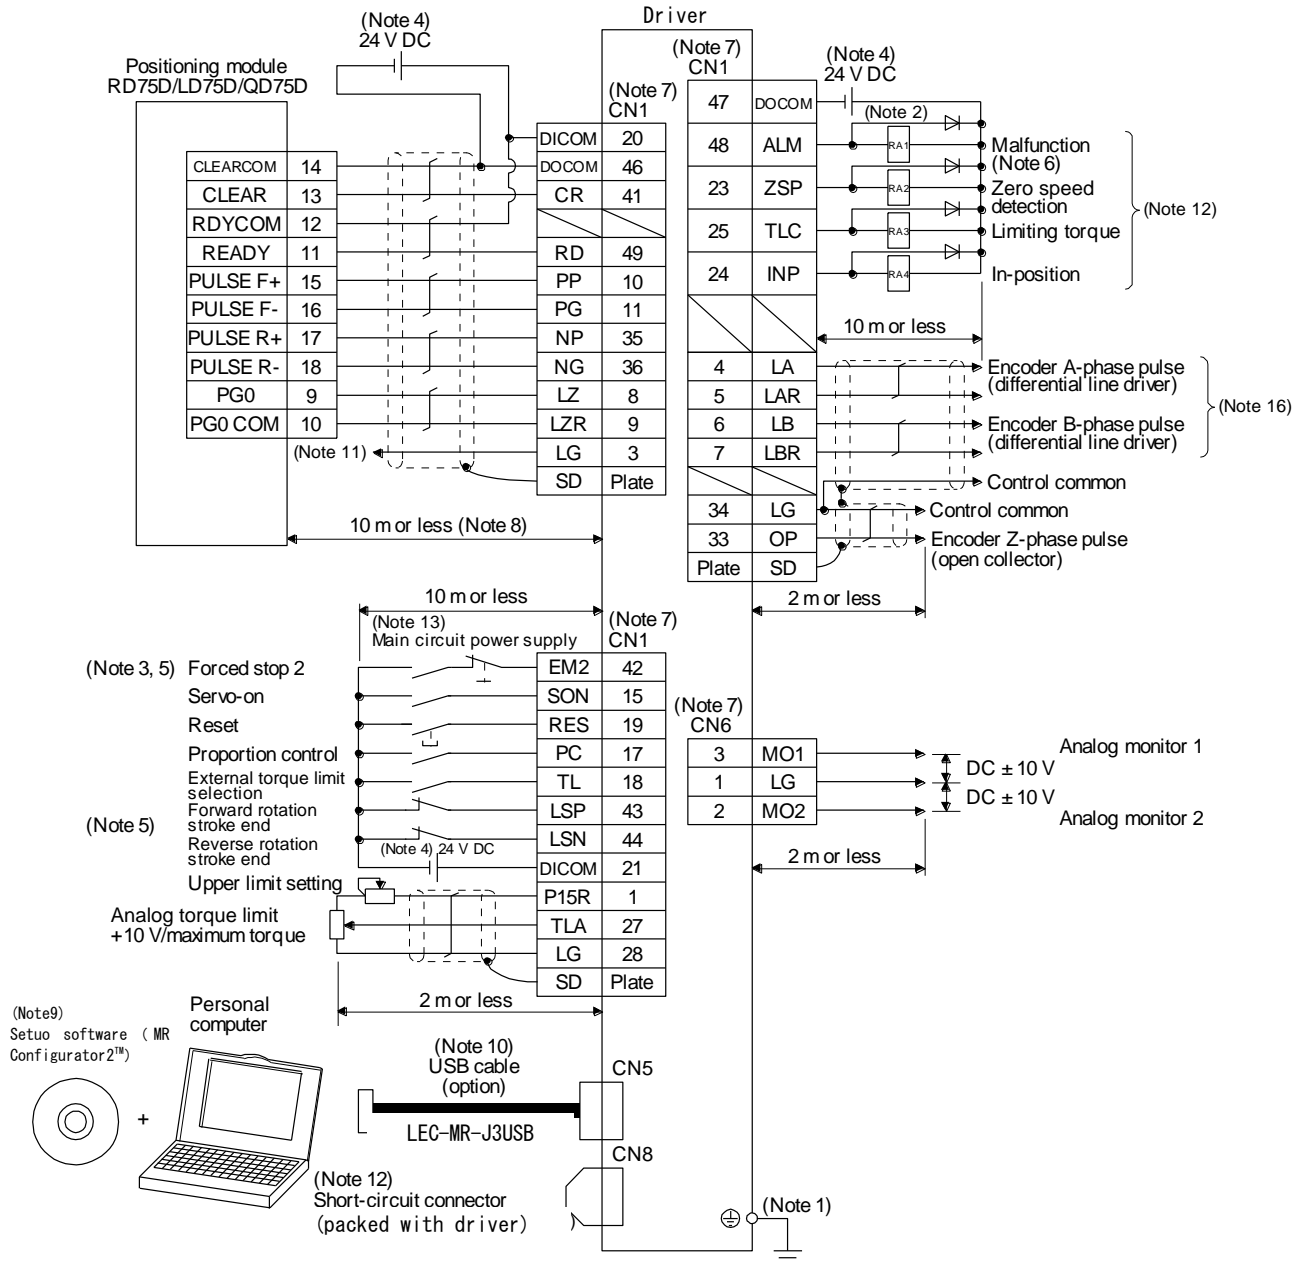 Driver
(Note 4)
24 V DC
Positioning module
RD75D/LD75D/QD75D
(Note 7)
CN1
DICOM 20
CLEARCOM 14 DOCOM 46
CLEAR 13 CR 41
RDYCOM 12
READY 11 RD 49
PULSE F+ 15 PP 10
PULSE F- 16 PG 11
PULSE R+ 17 NP 35
PULSE R- 18 NG 36
PG0 9 LZ 8
PG0 COM 10 LZR 9
(Note 11) LG 3
SD Plate
10 m or less (Note 8)
(Note 7)
CN1
(Note 4)
24 V DC
47 DOCOM
(Note 2)
48 ALM RA1 Malfunction
(Note 6)
23 ZSP RA2 Zero speed
detection
(Note 12)
25 TLC RA3 Limiting torque
24 INP RA4 In-position
10 m or less
4 LA Encoder A-phase pulse
(differential line driver)
5 LAR
(Note 16)
6 LB Encoder B-phase pulse
(differential line driver)
7 LBR
Control common
34 LG Control common
33 OP Encoder Z-phase pulse
(open collector)
Plate SD
2 m or less
10 m or less
(Note 13)
Main circuit power supply
(Note 7)
CN1
(Note 3, 5) Forced stop 2 EM2 42
Servo-on SON 15
Reset RES 19
Proportion control PC 17
External torque limit
selection TL 18
Forward rotation
stroke end LSP 43
(Note 5)
Reverse rotation
stroke end LSN 44
(Note 4) 24 V DC
DICOM 21
Upper limit setting P15R 1
Analog torque limit
+10 V/maximum torque TLA 27
LG 28
SD Plate
2 m or less
(Note 7)
CN6
3 MO1 Analog monitor 1
DC ± 10 V
1 LG
DC ± 10 V
2 MO2 Analog monitor 2
2 m or less
(Note9)
Setuo software ( MR
Configurator2™)
+
Personal
computer
(Note 10)
USB cable
(option)
LEC-MR-J3USB
CN5
CN8
(Note 12)
Short-circuit connector
(packed with driver)
(Note 1)